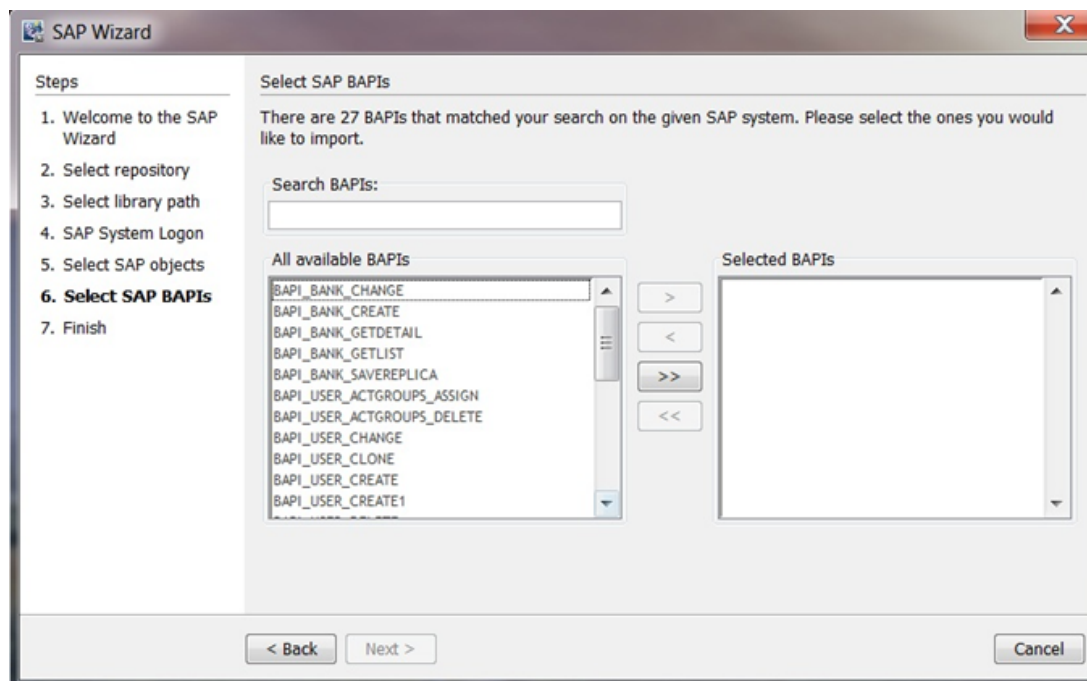 SAP Wizard
Steps
1. Welcome to the SAP
Wizard
2. Select repository
3. Select library path
4. SAP System Logon
5. Select SAP objects
6. Select SAP BAPIs
7. Finish
Select SAP BAPIs
There are 27 BAPIs that matched your search on the given SAP system. Please select the ones you would
like to import.
Search BAPIs:
All available BAPIs
BAPI_BANK_CHANGE
BAPI_BANK_CREATE
BAPI_BANK_GETDETAIL
BAPI_BANK_GETLIST
BAPI_BANK_SAVEREPLICA
BAPI_USER_ACTGROUPS_ASSIGN
BAPI_USER_ACTGROUPS_DELETE
BAPI_USER_CHANGE
BAPI_USER_CLONE
BAPI_USER_CREATE
BAPI_USER_CREATE1
>
<
>>
<<
Selected BAPIs
< Back
Next >
Cancel